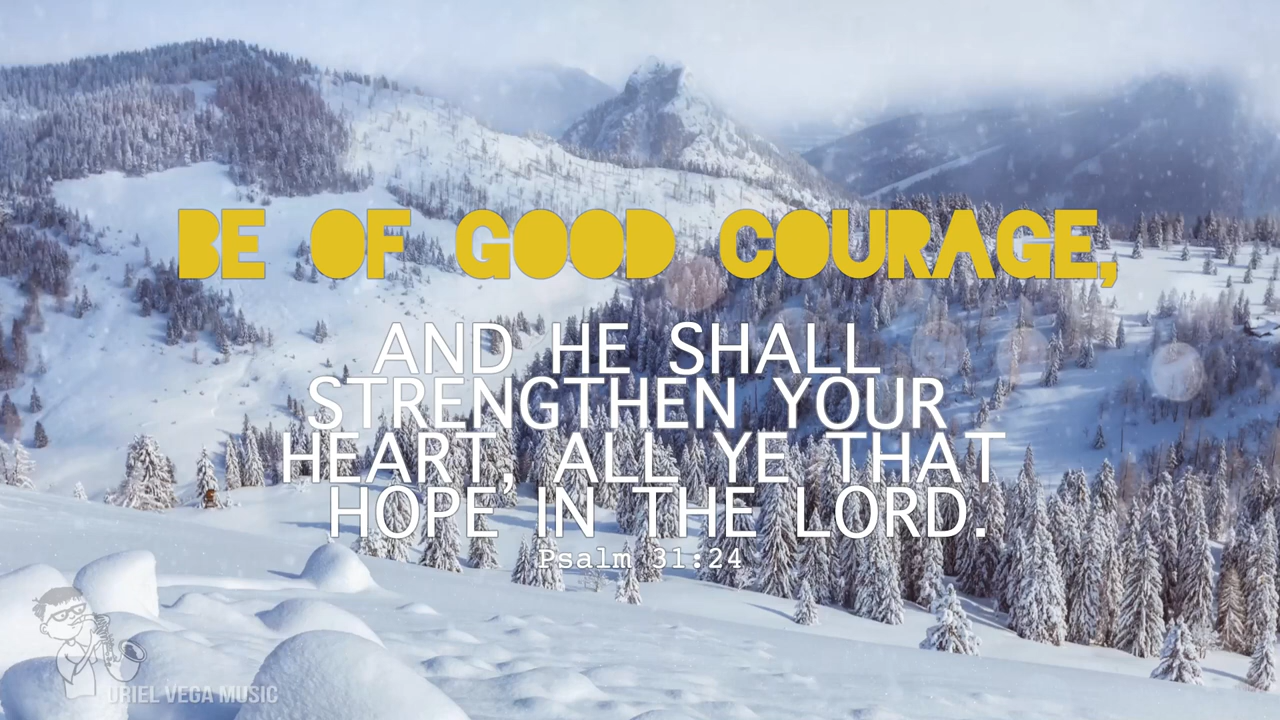 BE OF GOOD COURAGE,
AND HE SHALL
STRENGTHEN YOUR
HEART, ALL YE THAT
HOPE IN THE LORD.
Psalm 31:24
URIEL VEGA MUSIC